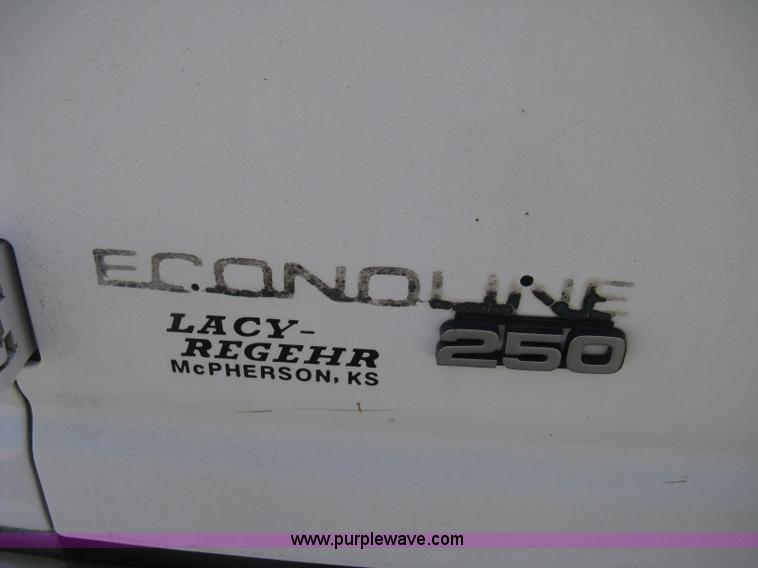 ECONOLINE
250
LACY-
REGEHR
McPHERSON, KS
www.purplewave.com